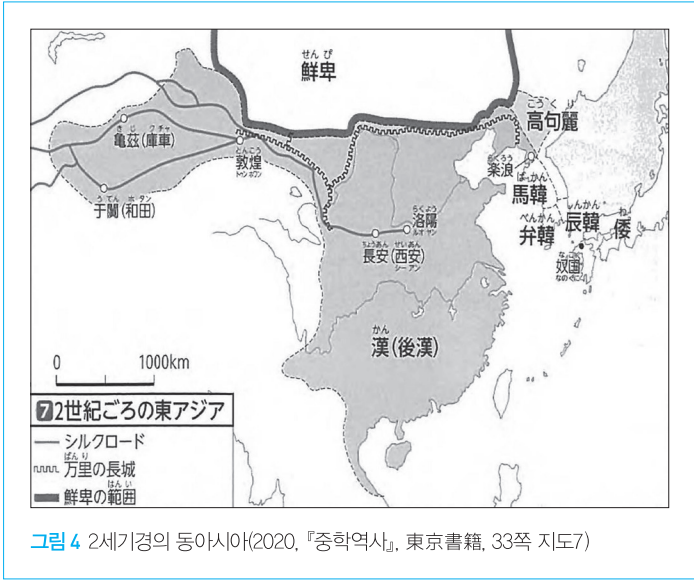 せんぴ
鮮卑
こうくり
高句麗
きじ クチャ
亀茲(庫車)
とんこう
敦煌
トゥンホワン
らくろう
楽浪
うてん ホタン
于闐(和田)
ばかん
馬韓
しんかん
辰韓
べんかん
弁韓
わ
倭
らくよう
洛陽
ルオヤン
ちょうあん せいあん
長安(西安)
シーアン
なこく
奴国
なのくに
かん
漢(後漢)
0 1000km
7 2世紀ごろの東アジア
シルクロード
ばんり
万里の長城
はんい
鮮卑の範囲
그림 4 2세기경의 동아시아(2020, 『중학역사』, 東京書籍, 33쪽 지도7)